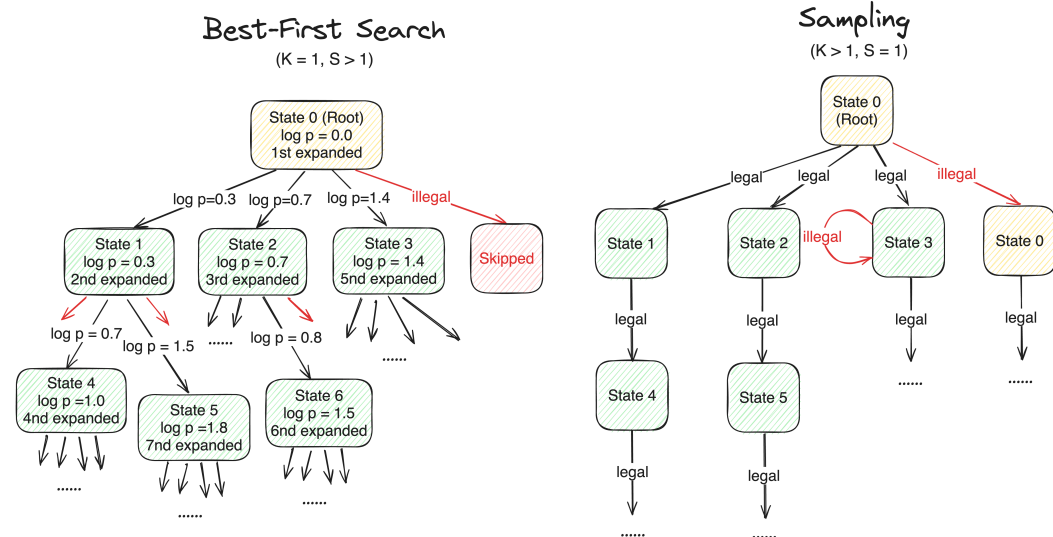 Best-First Search
(K = 1, S > 1)
State 0 (Root)
log p = 0.0
1st expanded
log p=0.3
log p=0.7
log p=1.4
illegal
State 1
log p = 0.3
2nd expanded
State 2
log p = 0.7
3rd expanded
State 3
log p = 1.4
5nd expanded
Skipped
log p = 0.7
log p = 1.5
......
log p = 0.8
......
State 4
log p =1.0
4nd expanded
State 5
log p =1.8
7nd expanded
State 6
log p = 1.5
6nd expanded
......
......
......
Sampling
(K > 1, S = 1)
State 0
(Root)
legal
legal
legal
illegal
State 1
State 2
illegal
State 3
State 0
legal
legal
legal
legal
State 4
State 5
......
......
legal
legal
......
......